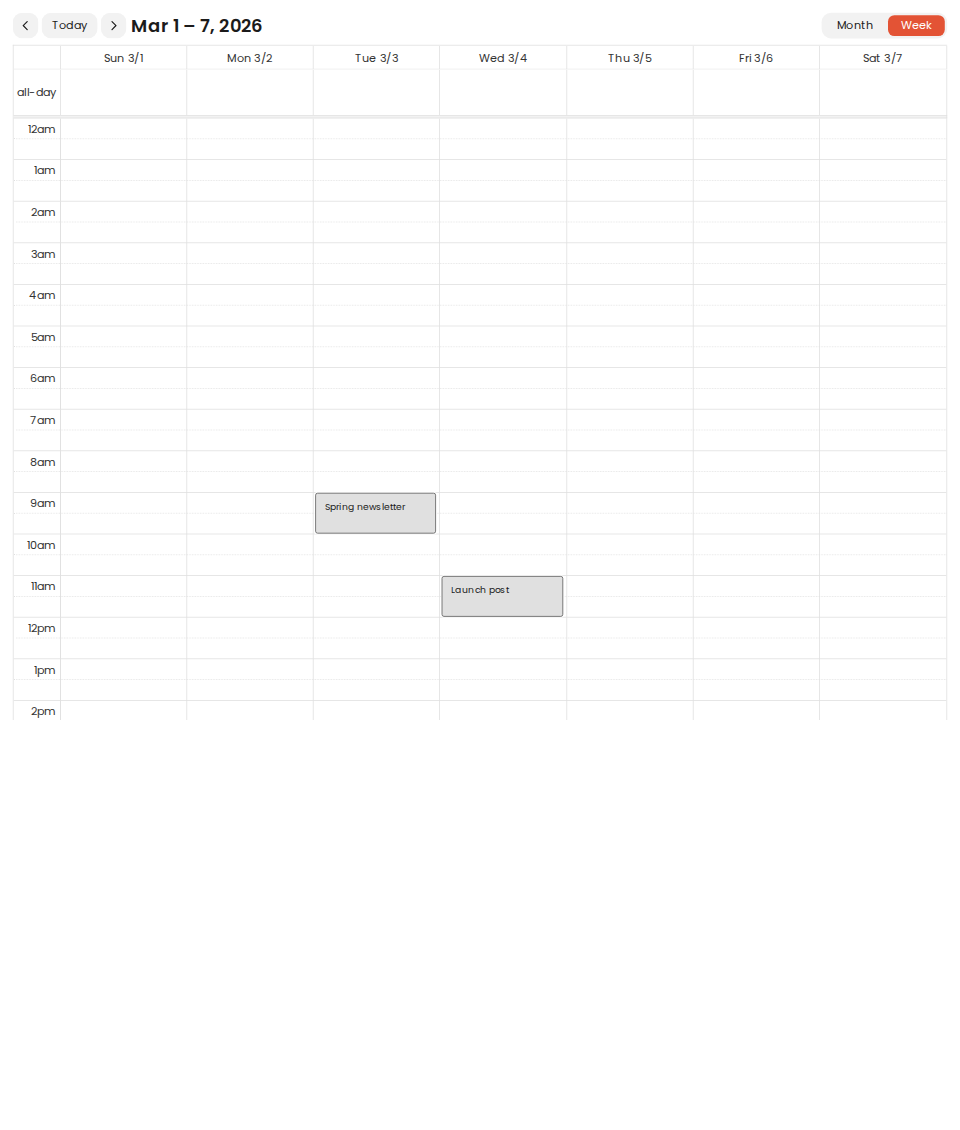 Today Mar 1 – 7, 2026 Month Week
Sun 3/1 Mon 3/2 Tue 3/3 Wed 3/4 Thu 3/5 Fri 3/6 Sat 3/7
all-day
12am
1am
2am
3am
4am
5am
6am
7am
8am
9am Spring newsletter
10am
11am Launch post
12pm
1pm
2pm